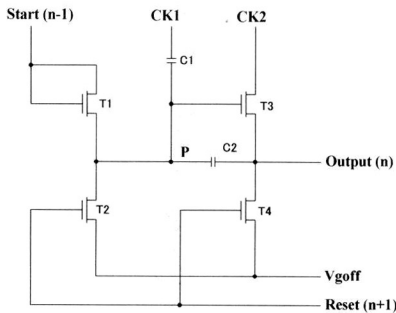 Start (n-1) CK1 CK2
C1
T1 T3
P C2
Output (n)
T2 T4
Vgoff
Reset (n+1)